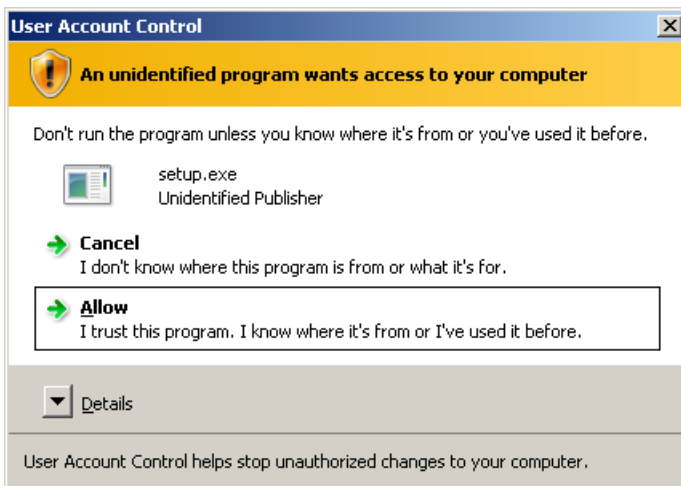 User Account Control
An unidentified program wants access to your computer
Don't run the program unless you know where it's from or you've used it before.
setup.exe
Unidentified Publisher
Cancel
I don't know where this program is from or what it's for.
Allow
I trust this program. I know where it's from or I've used it before.
Details
User Account Control helps stop unauthorized changes to your computer.